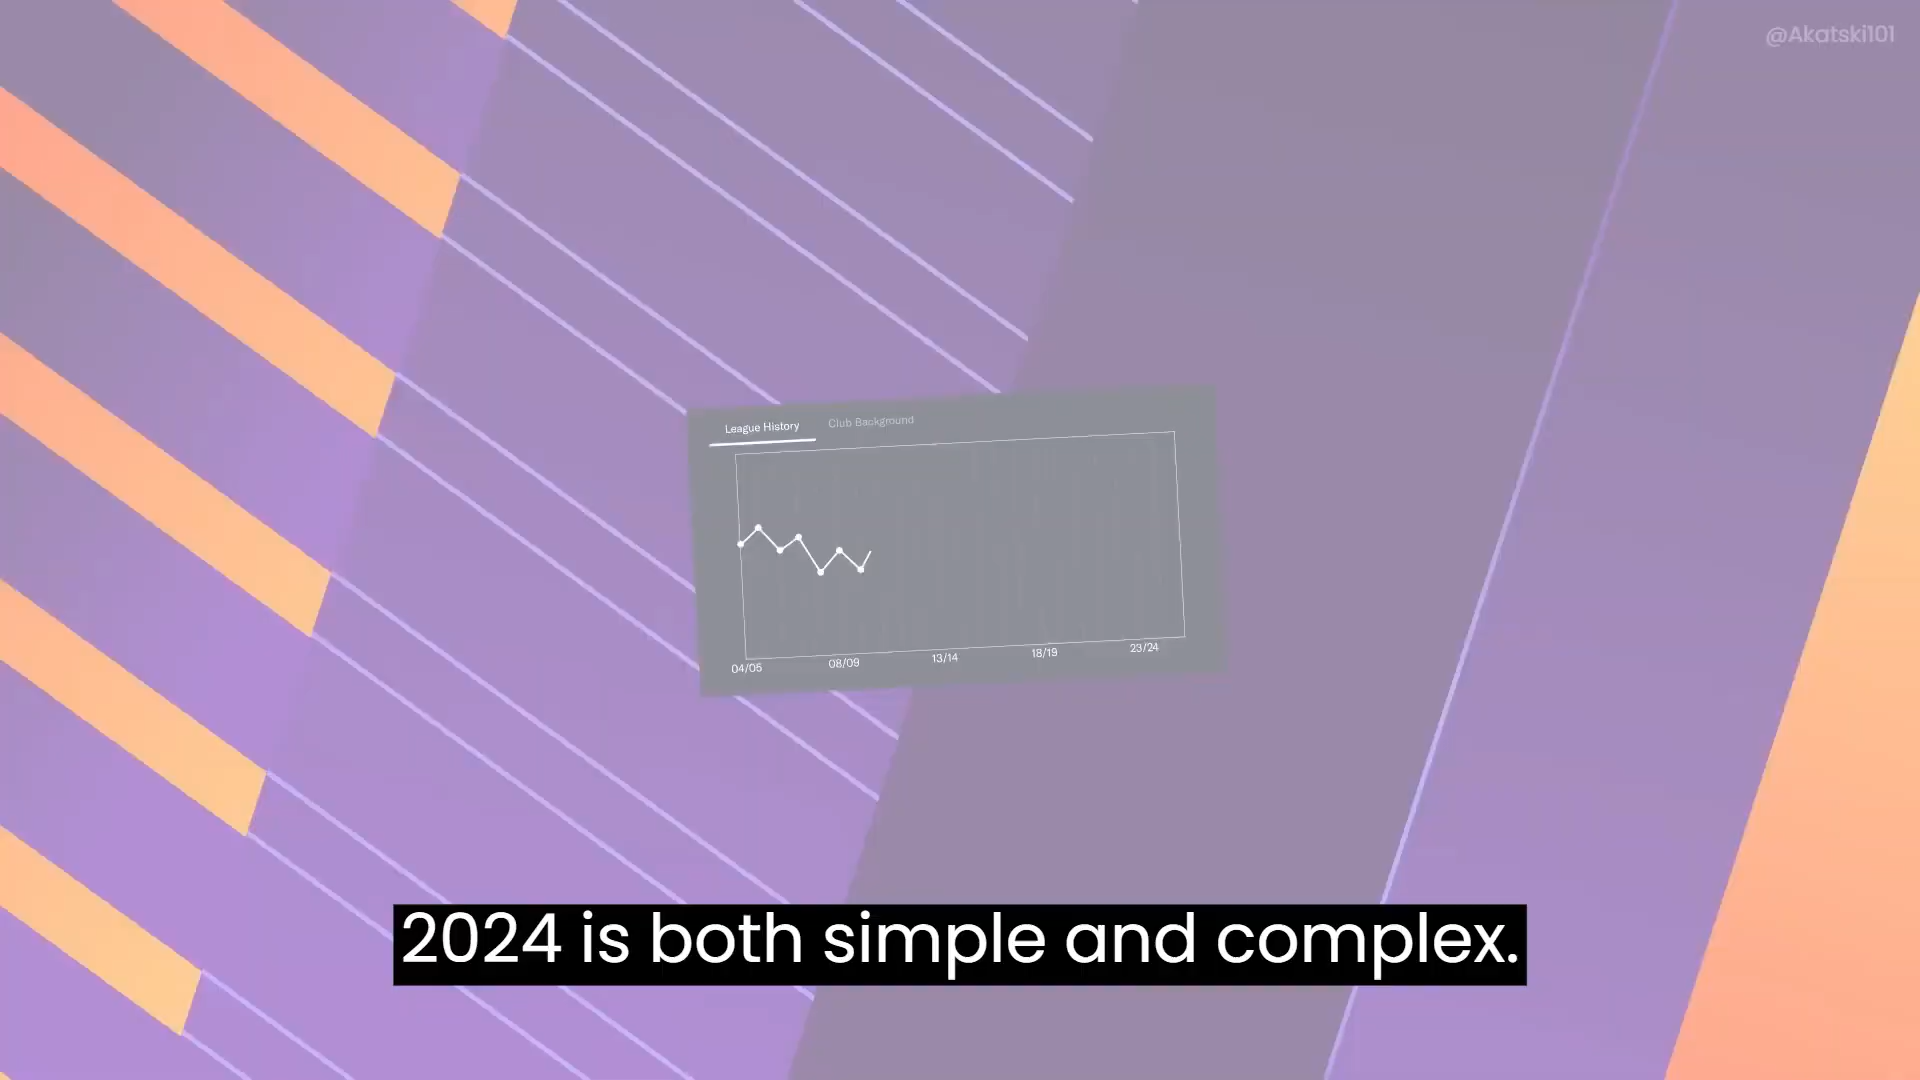 @Akatski101
League History
Club Background
04/05
08/09
13/14
18/19
23/24
2024 is both simple and complex.